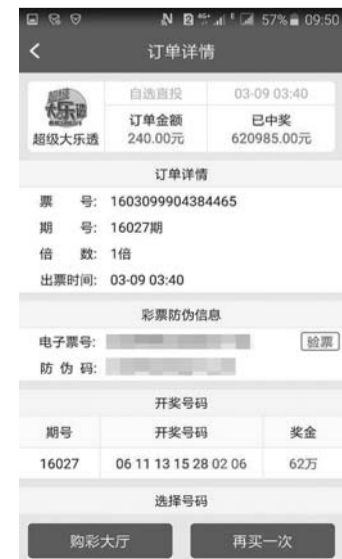 57% 09:50
订单详情
超级大乐透
自选直投 03-09 03:40
订单金额 已中奖
超级大乐透 240.00元 620985.00元
订单详情
票 号: 1603099904384465
期 号: 16027期
倍 数: 1倍
出票时间: 03-09 03:40
彩票防伪信息
电子票号: 验票
防 伪 码:
开奖号码
期号 开奖号码 奖金
16027 06 11 13 15 28 02 06 62万
选择号码
购彩大厅 再买一次